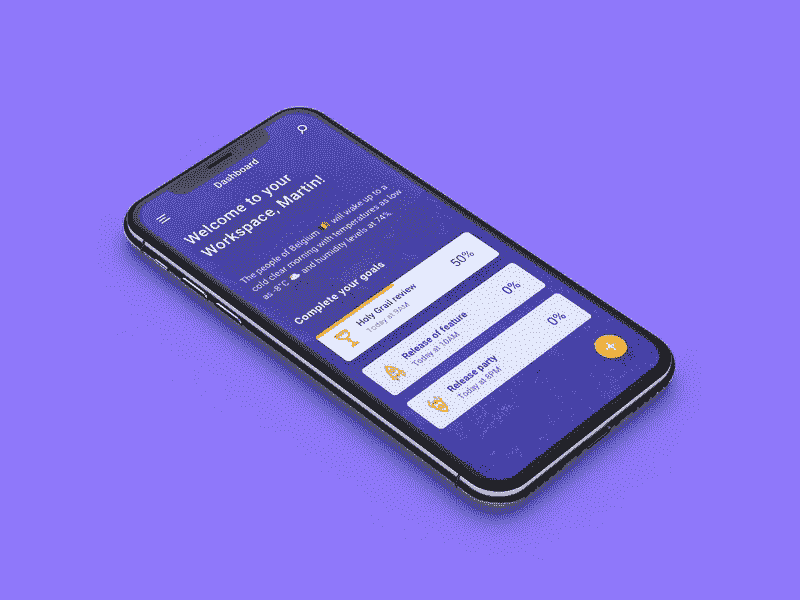 Dashboard
Welcome to your
Workspace, Martin!
The people of Belgium will wake up to a
cold clear morning with temperatures as low
as -8°C and humidity levels at 74%.
Complete your goals
Holy Grail review
Today at 9AM
50%
Release of feature
Today at 10AM
0%
Release party
Today at 8PM
0%